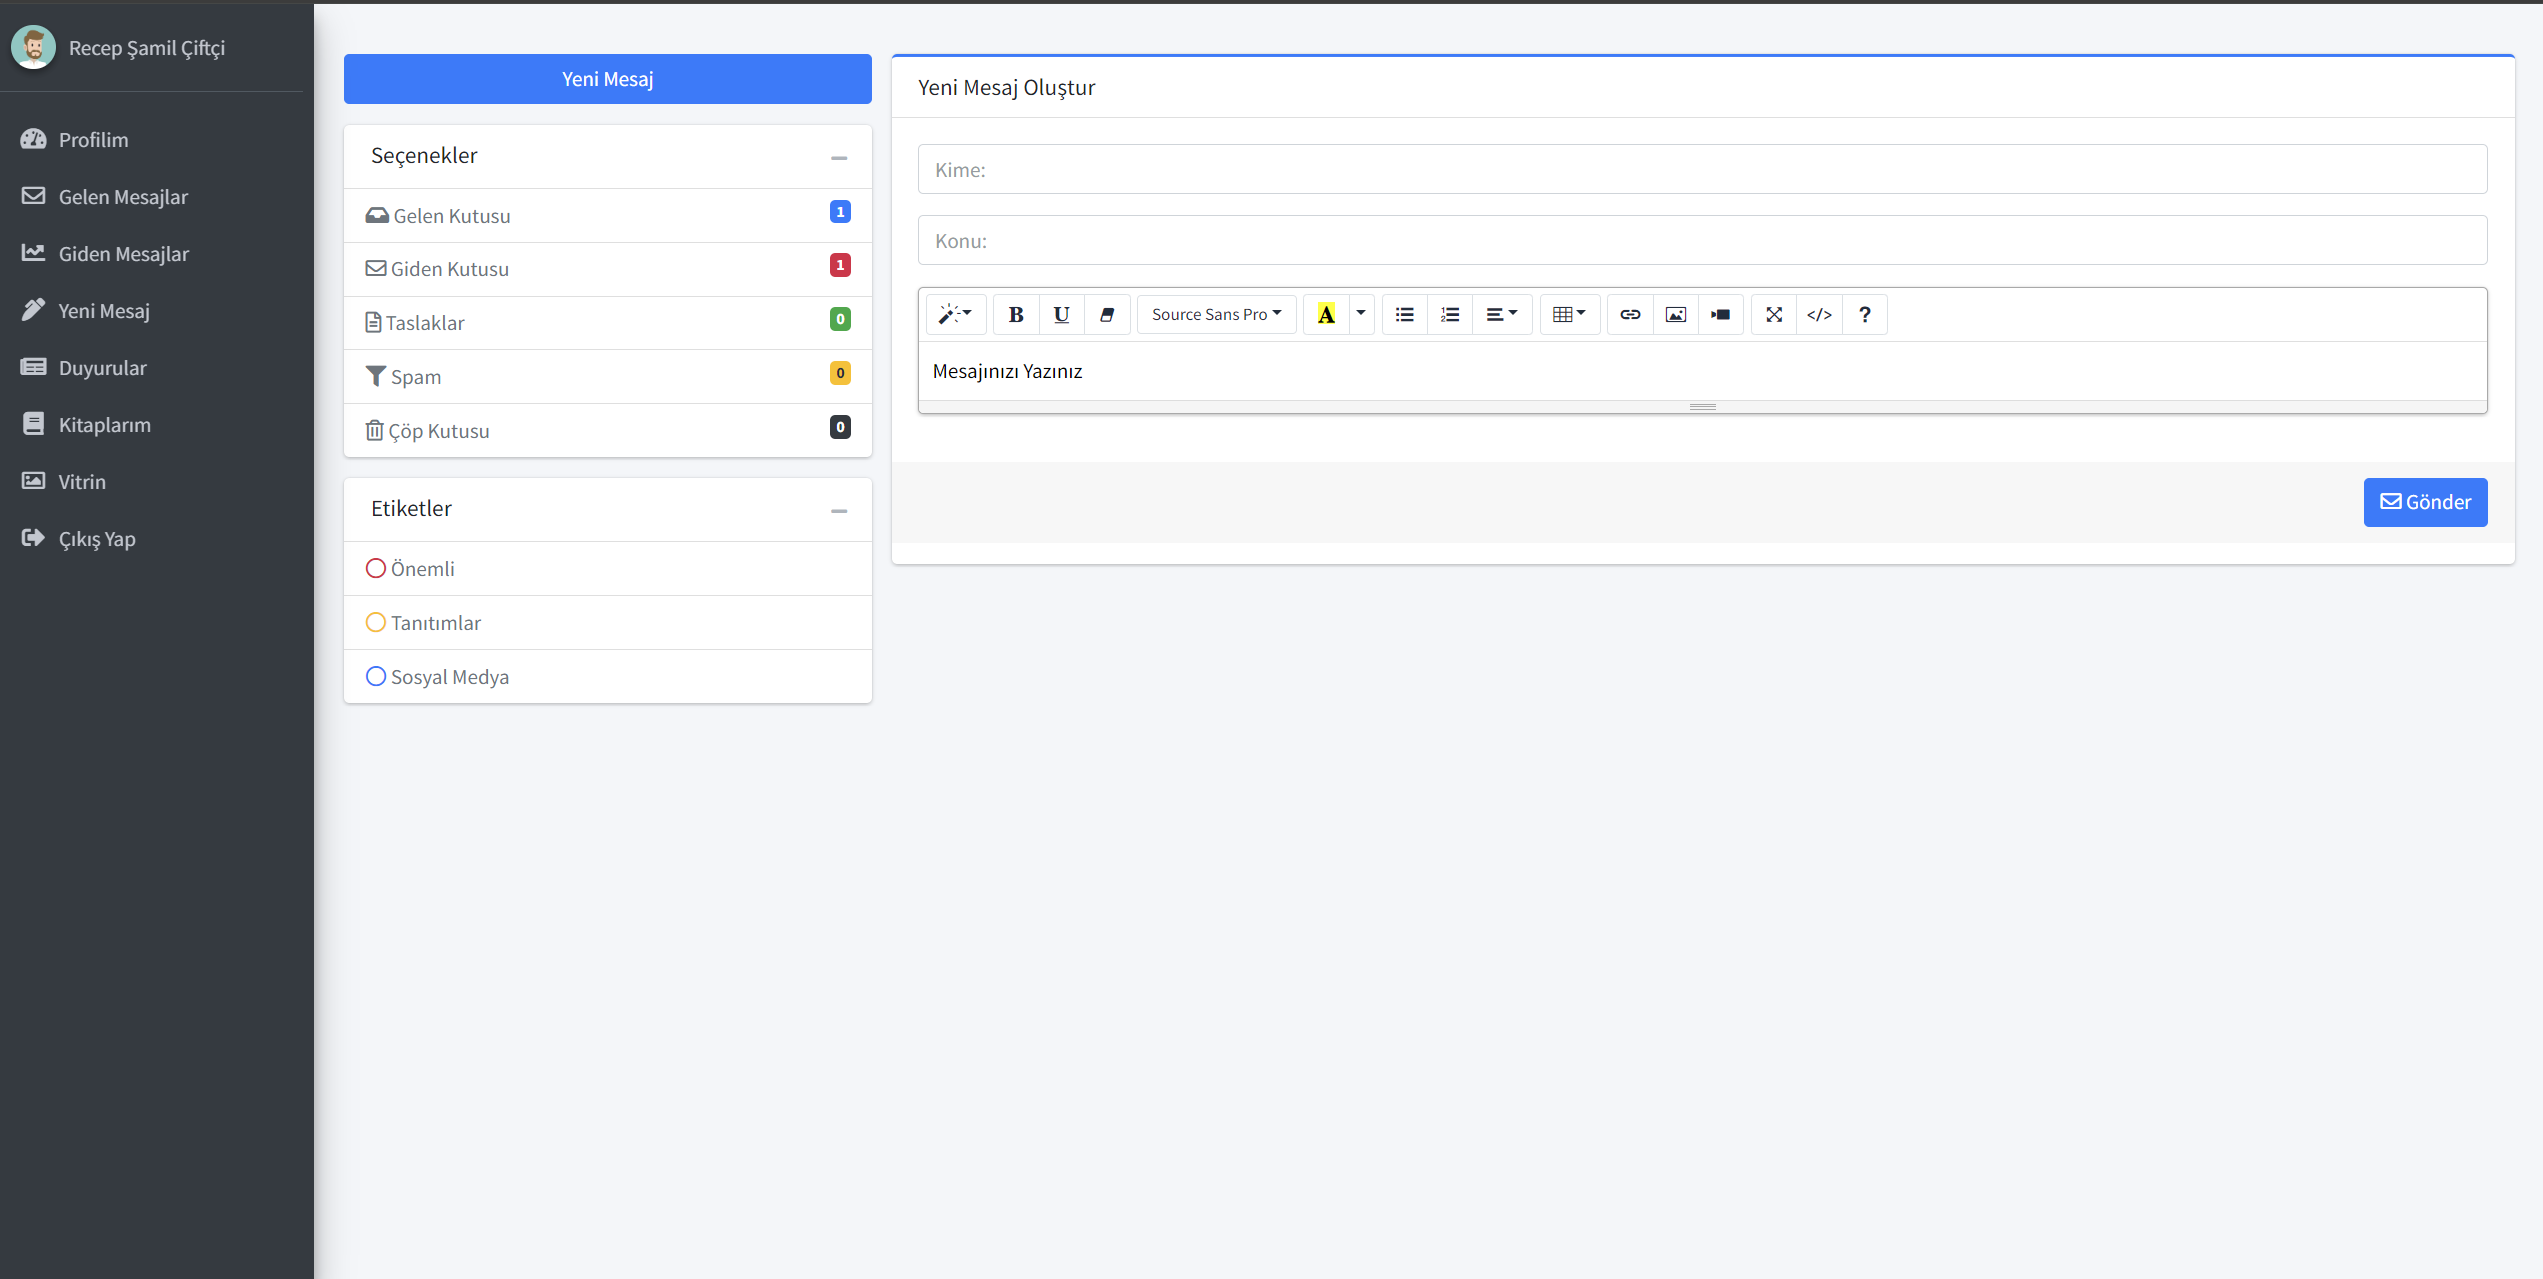 Recep Şamil Çiftçi
Profilim
Gelen Mesajlar
Giden Mesajlar
Yeni Mesaj
Duyurular
Kitaplarım
Vitrin
Çıkış Yap
Yeni Mesaj
Seçenekler
Gelen Kutusu 1
Giden Kutusu 1
Taslaklar 0
Spam 0
Çöp Kutusu 0
Etiketler
Önemli
Tanıtımlar
Sosyal Medya
Yeni Mesaj Oluştur
Kime:
Konu:
B U Source Sans Pro A </> ?
Mesajınızı Yazınız
Gönder